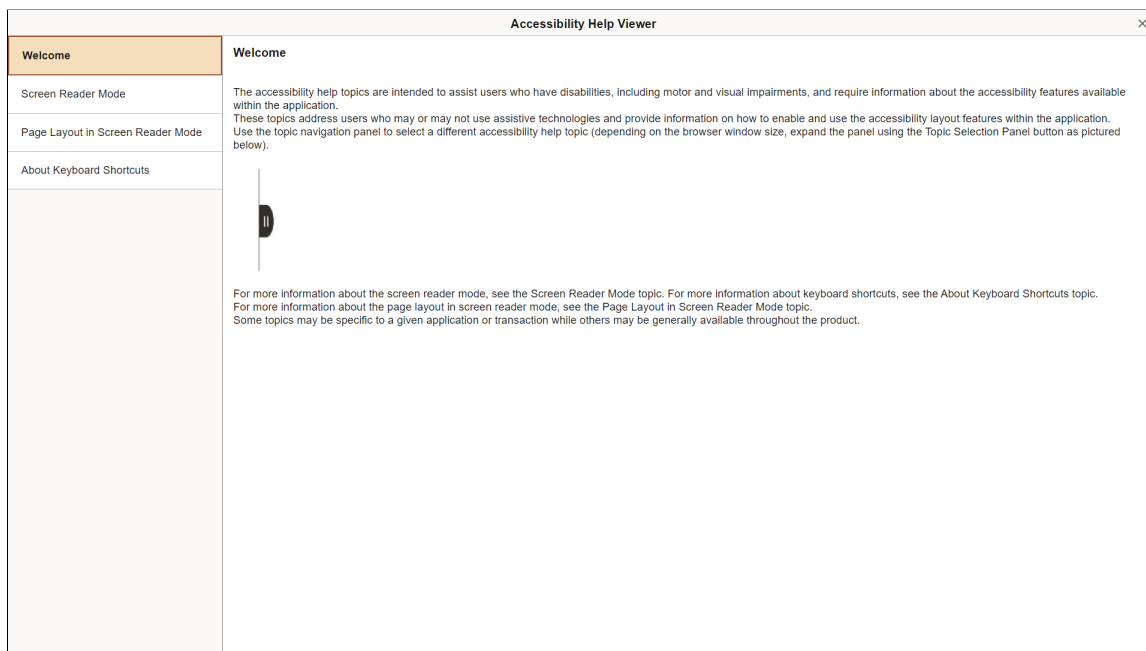 Accessibility Help Viewer
Welcome
Screen Reader Mode
Page Layout in Screen Reader Mode
About Keyboard Shortcuts
Welcome
The accessibility help topics are intended to assist users who have disabilities, including motor and visual impairments, and require information about the accessibility features available
within the application.
These topics address users who may or may not use assistive technologies and provide information on how to enable and use the accessibility layout features within the application.
Use the topic navigation panel to select a different accessibility help topic (depending on the browser window size, expand the panel using the Topic Selection Panel button as pictured
below).
For more information about the screen reader mode, see the Screen Reader Mode topic. For more information about keyboard shortcuts, see the About Keyboard Shortcuts topic.
For more information about the page layout in screen reader mode, see the Page Layout in Screen Reader Mode topic.
Some topics may be specific to a given application or transaction while others may be generally available throughout the product.